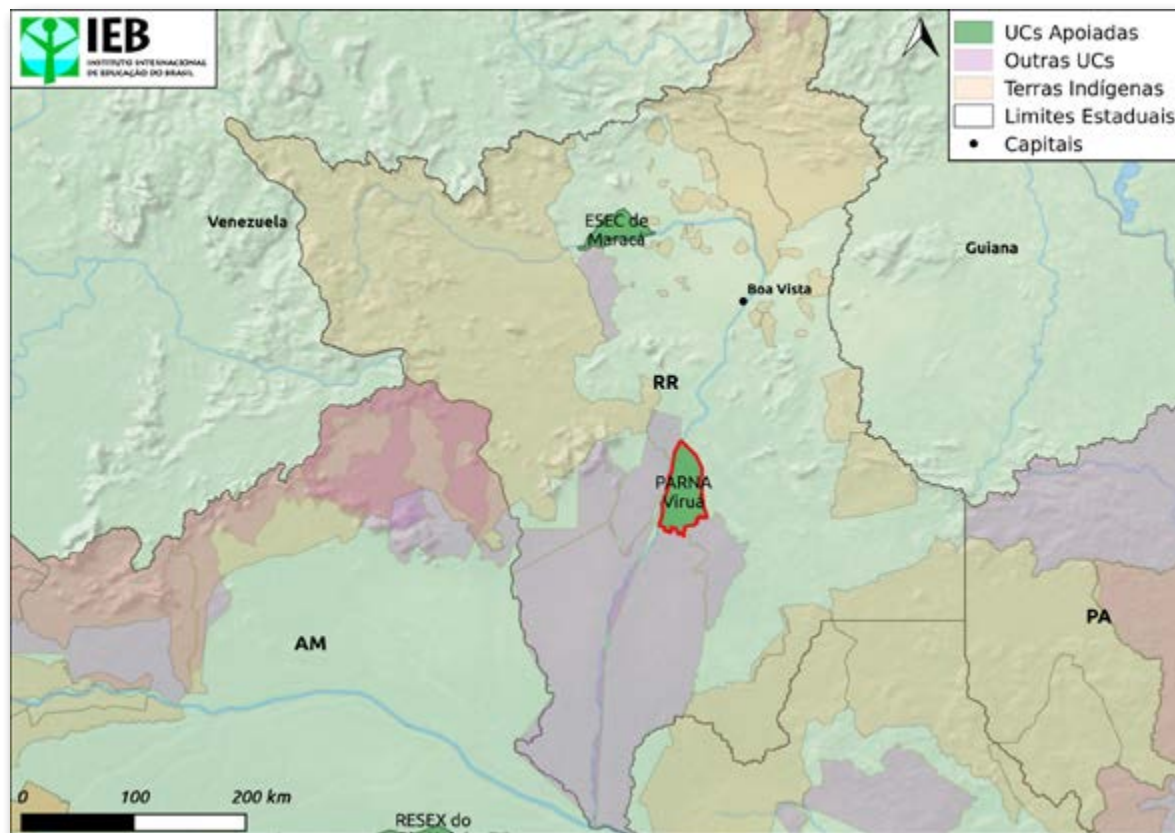 IEB
INSTITUTO INTERNACIONAL
DE EDUCAÇÃO DO BRASIL
UCs Apoiadas
Outras UCs
Terras Indígenas
Limites Estaduais
Capitais
Venezuela
ESEC de
Maracá
Guiana
Boa Vista
RR
PARNA
Viruá
AM
PA
0 100 200 km
RESEX do